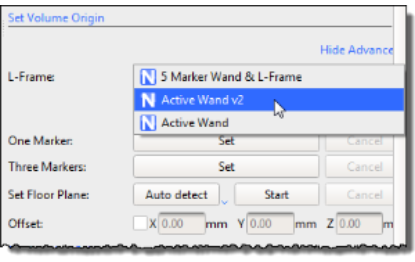 Set Volume Origin
Hide Advance
L-Frame: 5 Marker Wand & L-Frame
Active Wand v2
Active Wand
One Marker: Set Cancel
Three Markers: Set Cancel
Set Floor Plane: Auto detect Start Cancel
Offset: X 0.00 mm Y 0.00 mm Z 0.00 m